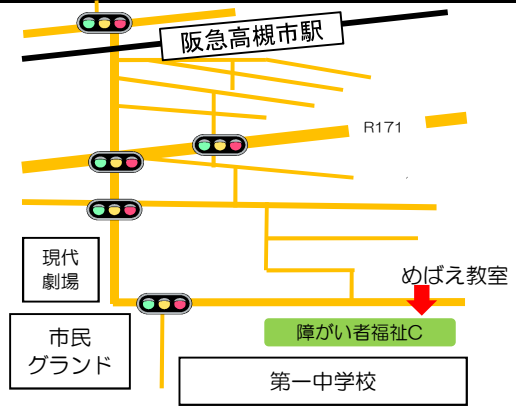 阪急高槻市駅
R171
現代
劇場
めばえ教室
障がい者福祉C
市民
グランド
第一中学校